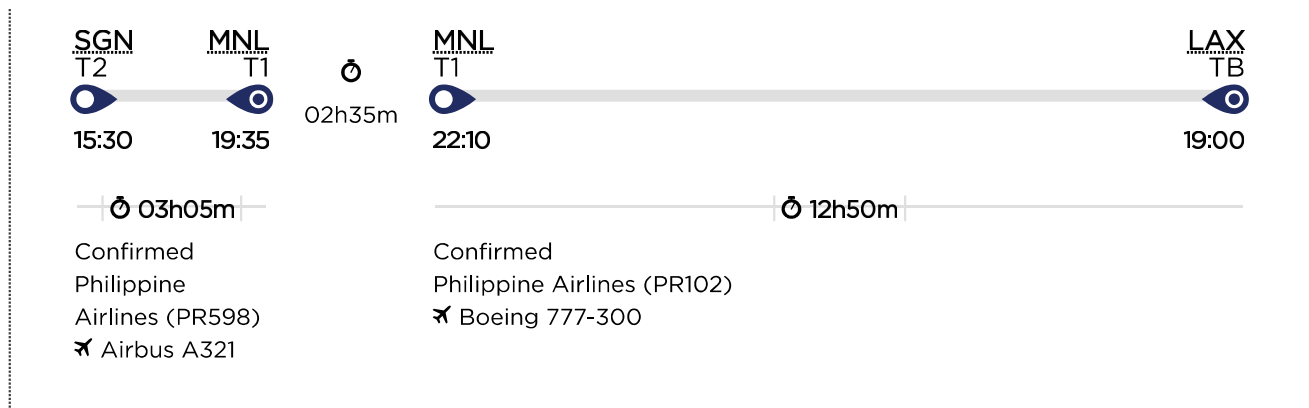 SGN MNL
T2 T1
15:30 19:35
02h35m
MNL LAX
T1 TB
22:10 19:00
03h05m
Confirmed
Philippine
Airlines (PR598)
Airbus A321
12h50m
Confirmed
Philippine Airlines (PR102)
Boeing 777-300